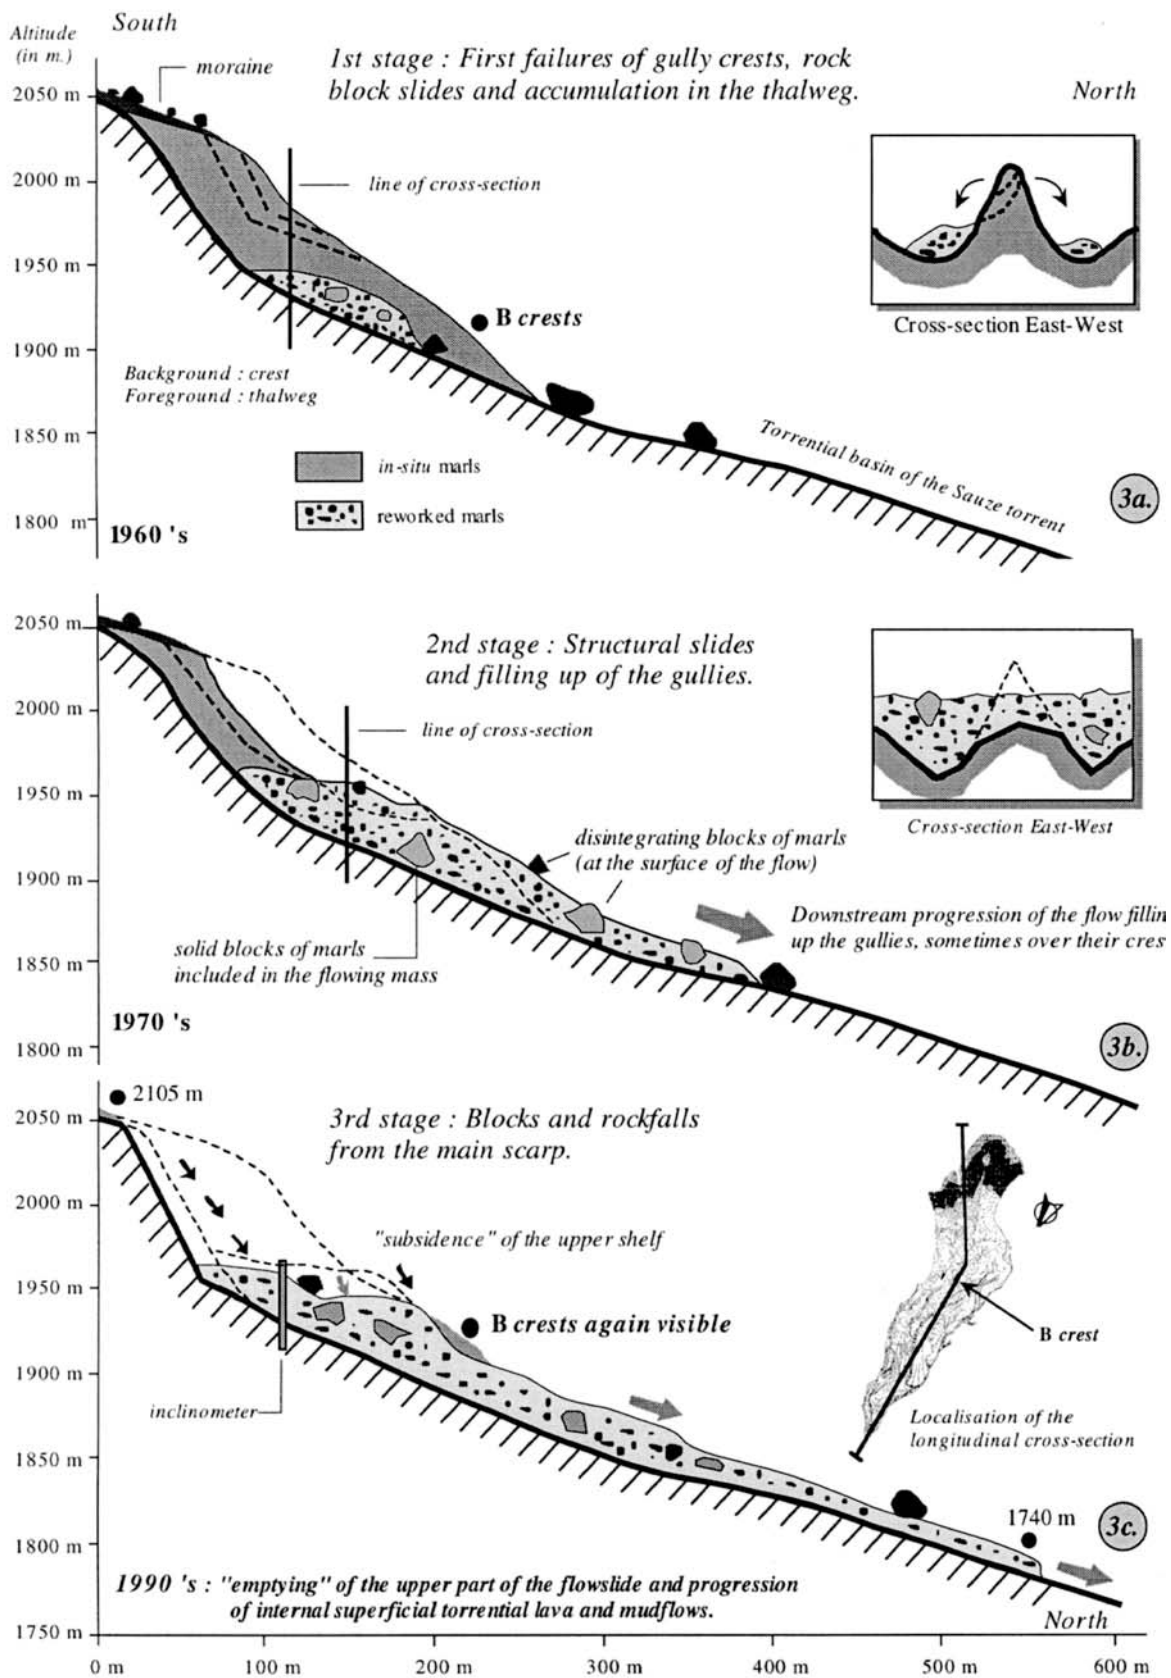 Altitude
(in m.)
South
moraine
1st stage : First failures of gully crests, rock
block slides and accumulation in the thalweg.
North
2050 m
2000 m
1950 m
1900 m
1850 m
1800 m
line of cross-section
B crests
Background : crest
Foreground : thalweg
in-situ marls
reworked marls
Cross-section East-West
Torrential basin of the Sauze torrent
3a.
1960 's
2050 m
2000 m
1950 m
1900 m
1850 m
1800 m
2nd stage : Structural slides
and filling up of the gullies.
line of cross-section
Cross-section East-West
disintegrating blocks of marls
(at the surface of the flow)
Downstream progression of the flow fillin
up the gullies, sometimes over their cres
solid blocks of marls
included in the flowing mass
1970 's
3b.
2105 m
2050 m
2000 m
1950 m
1900 m
1850 m
1800 m
1750 m
3rd stage : Blocks and rockfalls
from the main scarp.
"subsidence" of the upper shelf
B crests again visible
B crest
inclinometer
Localisation of the
longitudinal cross-section
1740 m
3c.
1990 's : "emptying" of the upper part of the flowslide and progression
of internal superficial torrential lava and mudflows.
North
0 m
100 m
200 m
300 m
400 m
500 m
600 m